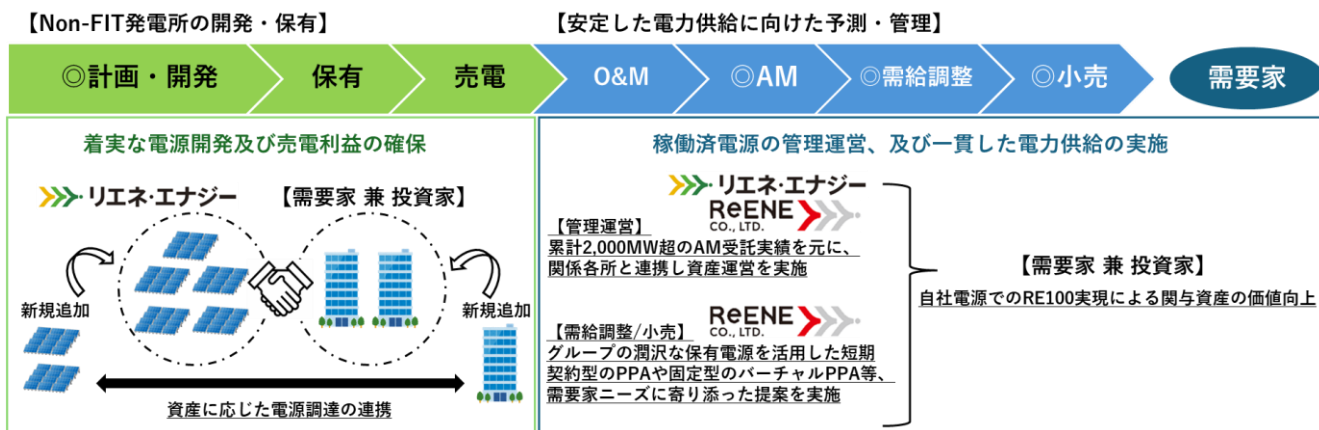 【Non-FIT発電所の開発・保有】
【安定した電力供給に向けた予測・管理】
◎計画・開発
保有
売電
O&M
◎AM
◎需給調整
◎小売
需要家
着実な電源開発及び売電利益の確保
リエネ・エナジー
【需要家 兼 投資家】
新規追加
新規追加
資産に応じた電源調達の連携
稼働済電源の管理運営、及び一貫した電力供給の実施
リエネ・エナジー
ReENE
CO., LTD.
【管理運営】
累計2,000MW超のAM受託実績を元に、
関係各所と連携し資産運営を実施
ReENE
CO., LTD.
【需給調整/小売】
グループの潤沢な保有電源を活用した短期
契約型のPPAや固定型のバーチャルPPA等、
需要家ニーズに寄り添った提案を実施
【需要家 兼 投資家】
自社電源でのRE100実現による関与資産の価値向上